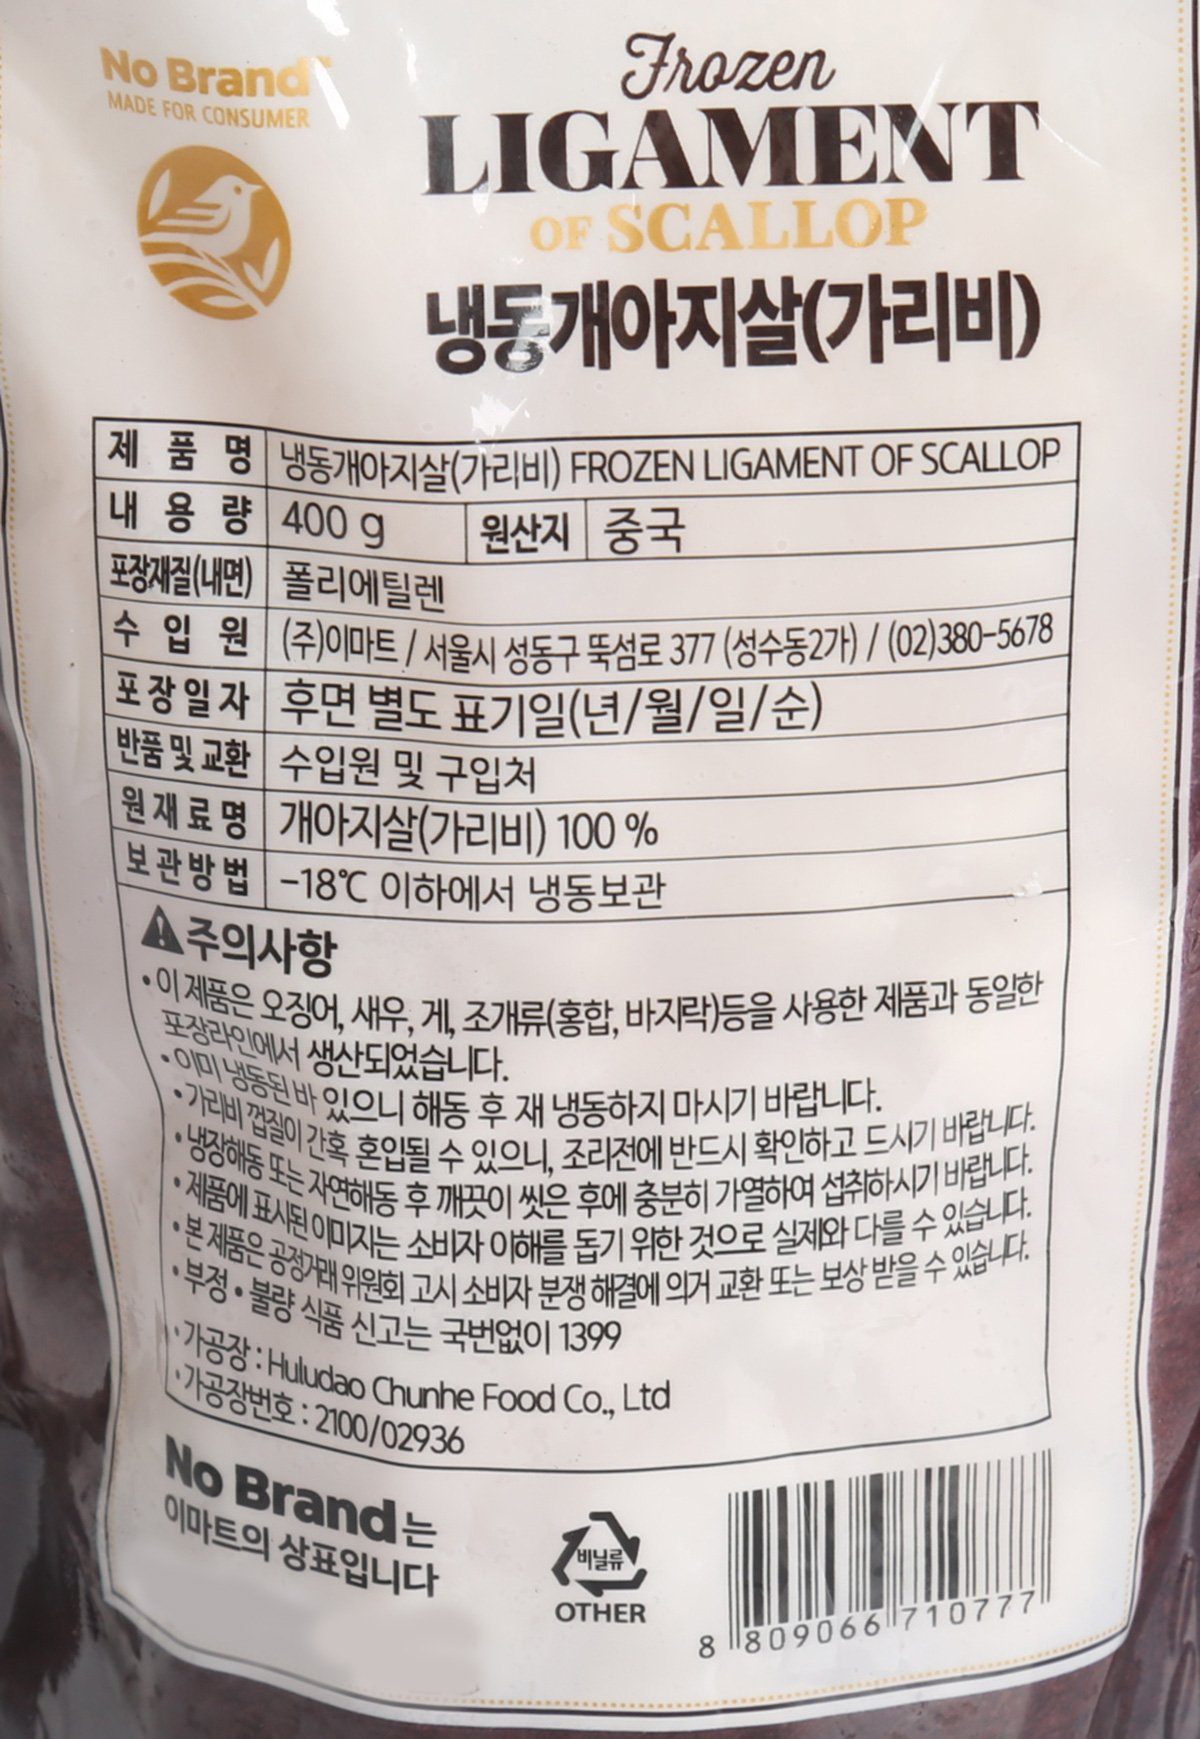 No Brand
MADE FOR CONSUMER
Frozen
LIGAMENT
OF SCALLOP
냉동개아지살(가리비)
제품명 냉동개아지살(가리비) FROZEN LIGAMENT OF SCALLOP
내용량 400 g 원산지 중국
포장재질(내면) 폴리에틸렌
수입원 (주)이마트 / 서울시 성동구 뚝섬로 377 (성수동2가) / (02)380-5678
포장일자 후면 별도 표기일(년/월/일/순)
반품 및 교환 수입원 및 구입처
원재료명 개아지살(가리비) 100 %
보관방법 -18℃ 이하에서 냉동보관
주의사항
• 이 제품은 오징어, 새우, 게, 조개류(홍합, 바지락)등을 사용한 제품과 동일한
포장라인에서 생산되었습니다.
• 이미 냉동된 바 있으니 해동 후 재 냉동하지 마시기 바랍니다.
• 가리비 껍질이 간혹 혼입될 수 있으니, 조리전에 반드시 확인하고 드시기 바랍니다.
• 냉장해동 또는 자연해동 후 깨끗이 씻은 후에 충분히 가열하여 섭취하시기 바랍니다.
• 제품에 표시된 이미지는 소비자 이해를 돕기 위한 것으로 실제와 다를 수 있습니다.
• 본 제품은 공정거래 위원회 고시 소비자 분쟁 해결에 의거 교환 또는 보상 받을 수 있습니다.
• 부정 • 불량 식품 신고는 국번없이 1399
• 가공장 : Huludao Chunhe Food Co., Ltd
• 가공장번호 : 2100/02936
No Brand는
이마트의 상표입니다
비닐류
OTHER
8 809066 710777